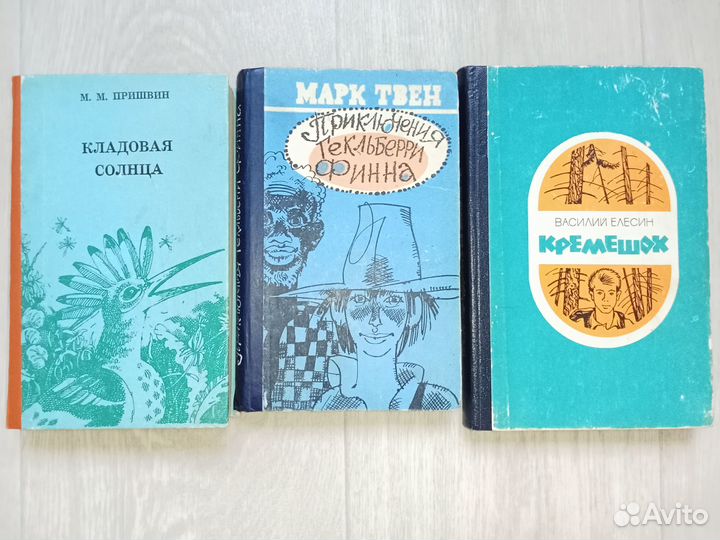 М. М. ПРИШВИН
КЛАДОВАЯ
СОЛНЦА
МАРК ТВЕН
Приключения
Гекльберри
Финна
ВАСИЛИЙ ЕЛЕСИН
КРЕМЕШОК
Avito